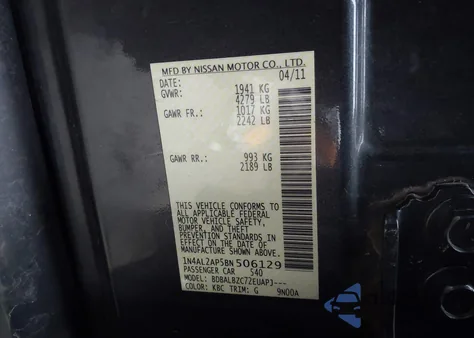 MFD BY NISSAN MOTOR CO., LTD.
DATE: 04/11
GVWR: 1941 KG
4279 LB
GAWR FR.: 1017 KG
2242 LB
GAWR RR.: 993 KG
2189 LB
THIS VEHICLE CONFORMS TO
ALL APPLICABLE FEDERAL
MOTOR VEHICLE SAFETY,
BUMPER, AND THEFT
PREVENTION STANDARDS IN
EFFECT ON THE DATE OF
MANUFACTURE SHOWN ABOVE.
1N4AL2AP5BN506129
PASSENGER CAR 540
MODEL: BDBALBZC72EUAPJ---
COLOR: KBC TRIM: G 9N00A